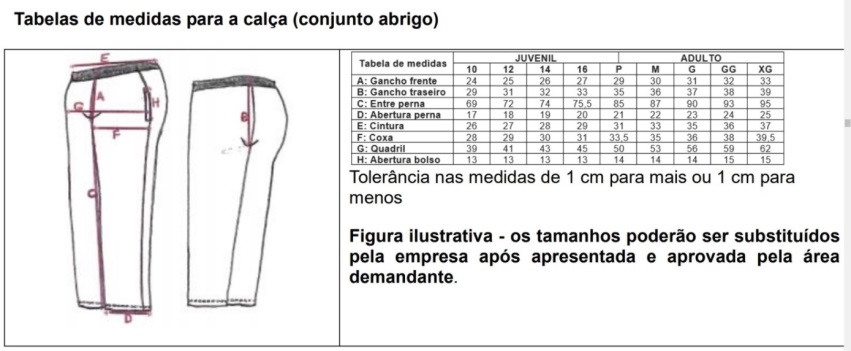 Tabelas de medidas para a calça (conjunto abrigo)
E
A
G
H
F
C
D
B
Tabela de medidas JUVENIL ADULTO
10 12 14 16 P M G GG XG
A: Gancho frente 24 25 26 27 29 30 31 32 33
B: Gancho traseiro 29 31 32 33 35 36 37 38 39
C: Entre perna 69 72 74 75,5 85 87 90 93 95
D: Abertura perna 17 18 19 20 21 22 23 24 25
E: Cintura 26 27 28 29 31 33 35 36 37
F: Coxa 28 29 30 31 33,5 35 36 38 39,5
G: Quadril 39 41 43 45 50 53 56 59 62
H: Abertura bolso 13 13 13 13 14 14 14 15 15
Tolerância nas medidas de 1 cm para mais ou 1 cm para
menos
Figura ilustrativa - os tamanhos poderão ser substituídos
pela empresa após apresentada e aprovada pela área
demandante.